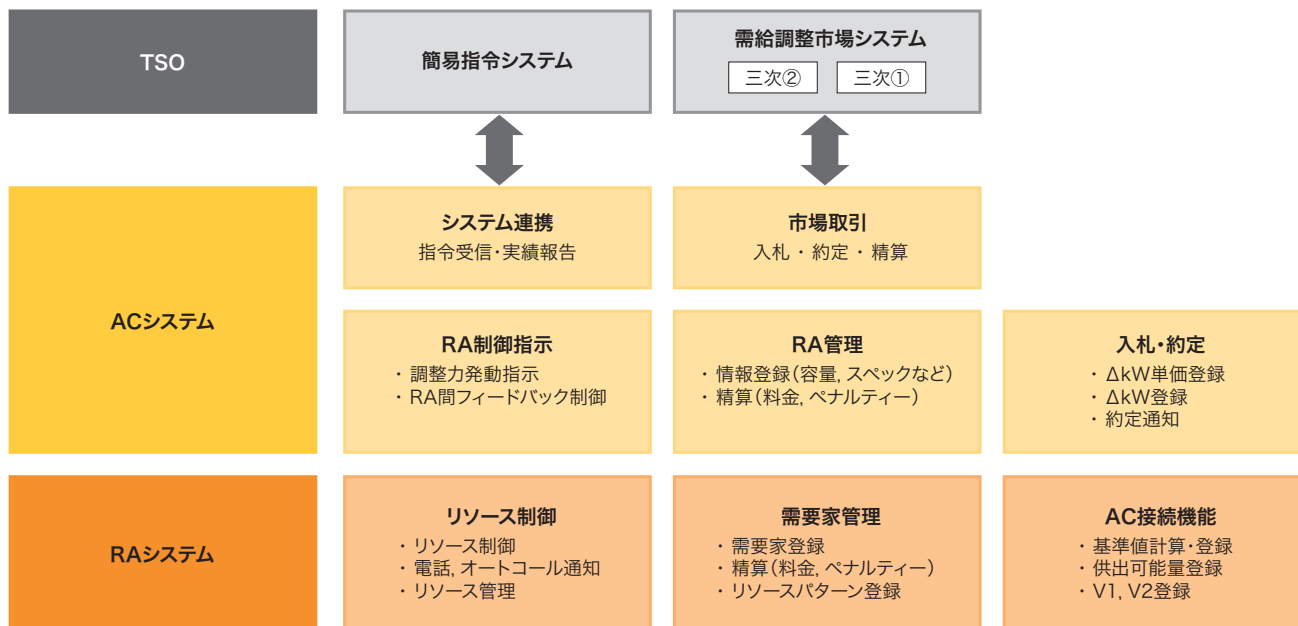 TSO
簡易指令システム
需給調整市場システム
三次② 三次①
ACシステム
システム連携
指令受信・実績報告
市場取引
入札 ・ 約定 ・ 精算
RA制御指示
・ 調整力発動指示
・ RA間フィードバック制御
RA管理
・ 情報登録(容量, スペックなど)
・ 精算(料金, ペナルティー)
入札・約定
・ ΔkW単価登録
・ ΔkW登録
・ 約定通知
RAシステム
リソース制御
・ リソース制御
・ 電話, オートコール通知
・ リソース管理
需要家管理
・ 需要家登録
・ 精算(料金, ペナルティー)
・ リソースパターン登録
AC接続機能
・ 基準値計算・登録
・ 供出可能量登録
・ V1, V2登録